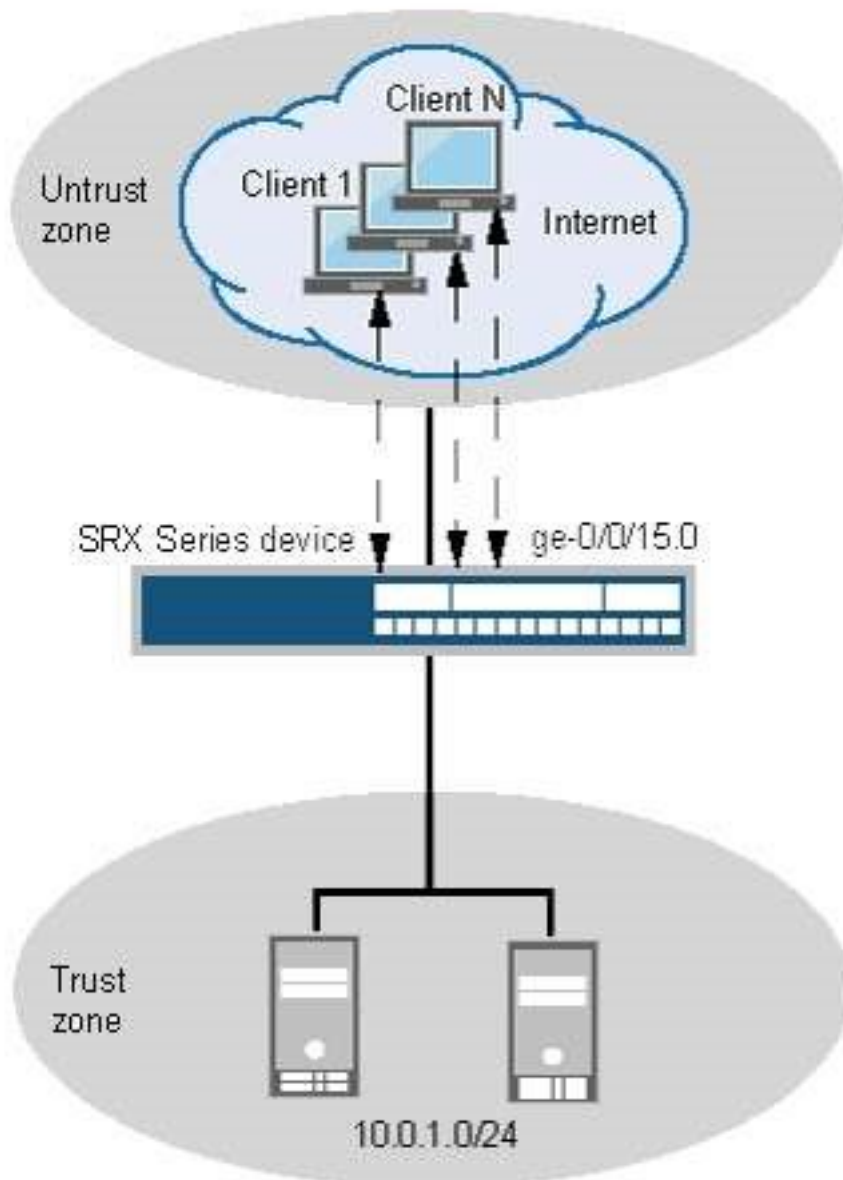 Client N
Client 1
Untrust
zone
Internet
SRX Series device
ge-0/0/15.0
Trust
zone
10.0.1.0/24